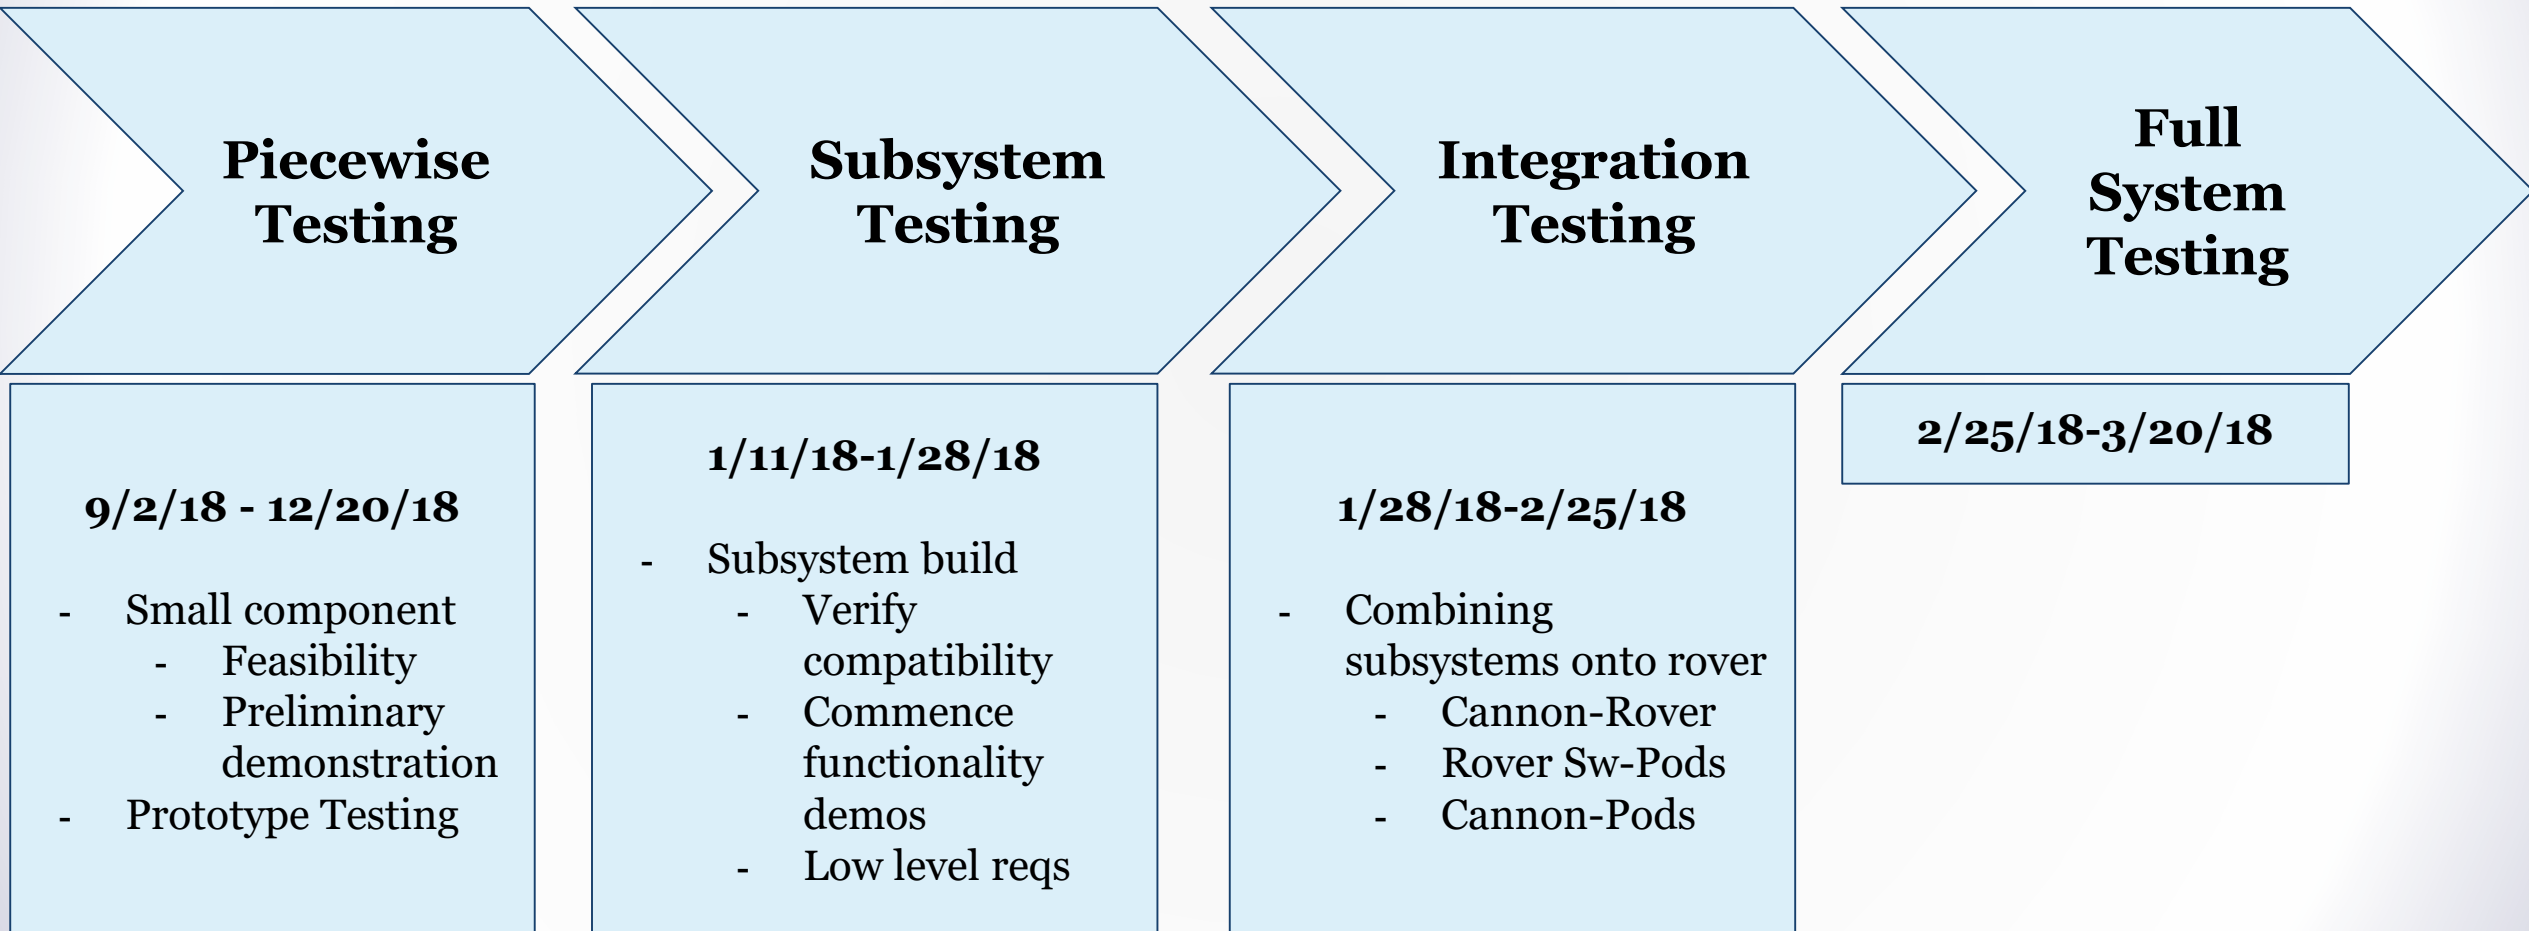 Piecewise
Testing
Subsystem
Testing
Integration
Testing
Full
System
Testing
9/2/18 - 12/20/18
- Small component
- Feasibility
- Preliminary
demonstration
- Prototype Testing
1/11/18-1/28/18
- Subsystem build
- Verify
compatibility
- Commence
functionality
demos
- Low level reqs
1/28/18-2/25/18
- Combining
subsystems onto rover
- Cannon-Rover
- Rover Sw-Pods
- Cannon-Pods
2/25/18-3/20/18